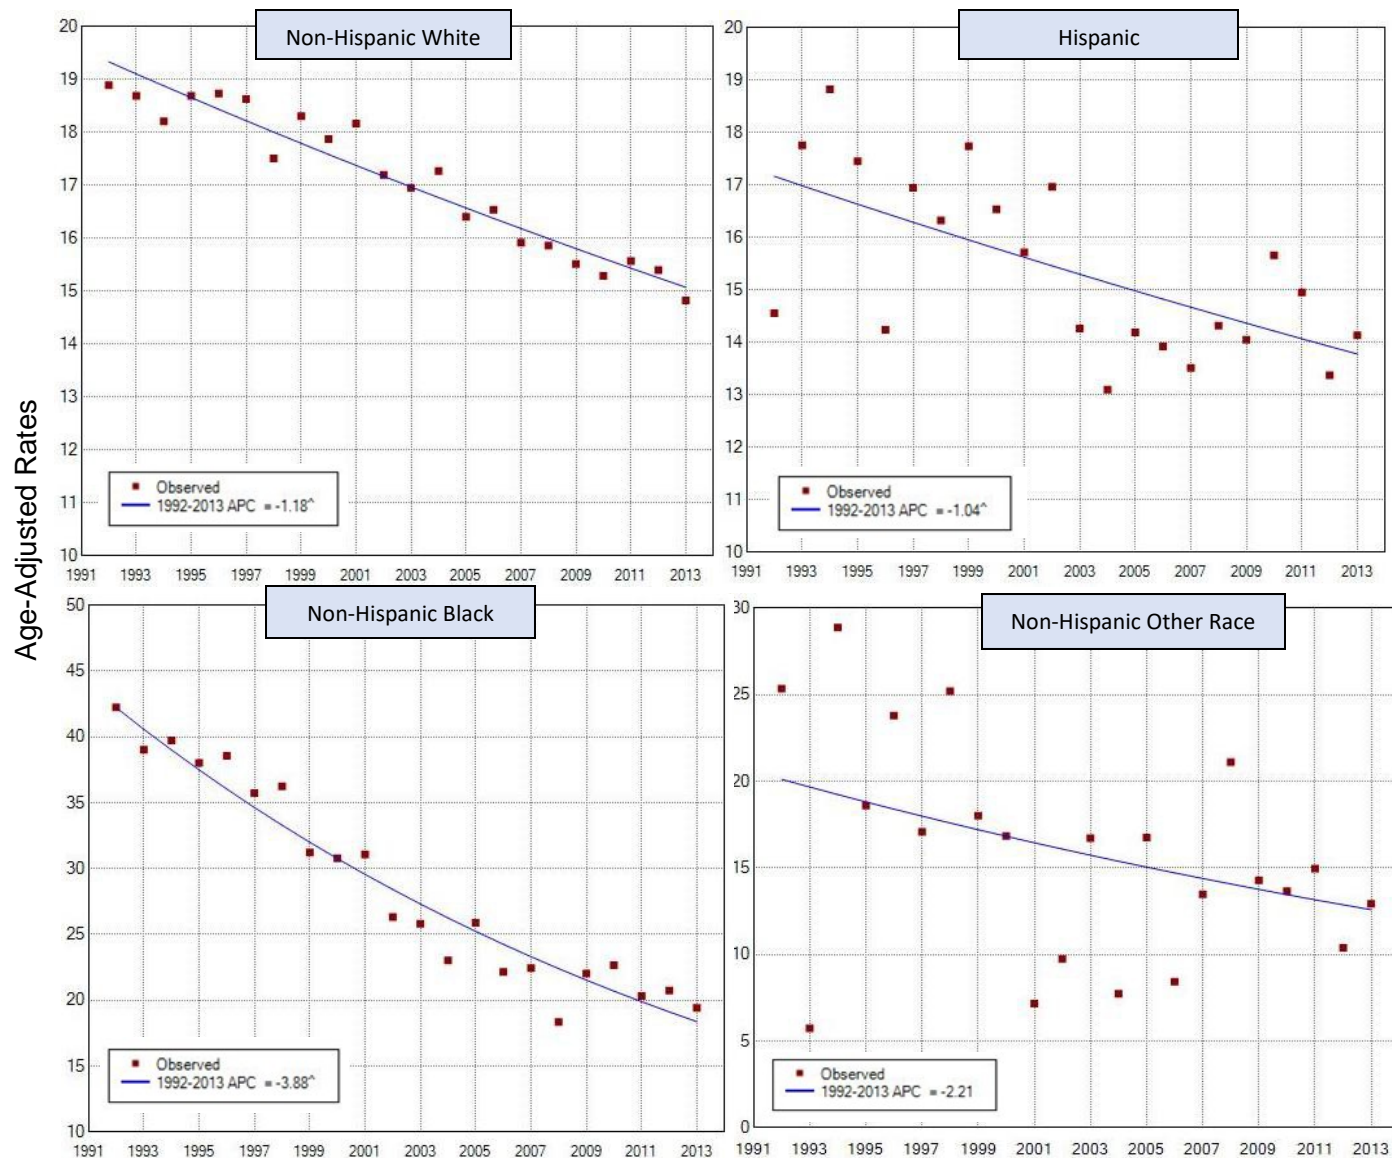 Age-Adjusted Rates
Non-Hispanic White
20
19
18
17
16
15
14
13
12
11
10
Observed
1992-2013 APC = -1.18^
1991 1993 1995 1997 1999 2001 2003 2005 2007 2009 2011 2013
Hispanic
20
19
18
17
16
15
14
13
12
11
10
Observed
1992-2013 APC = -1.04^
1991 1993 1995 1997 1999 2001 2003 2005 2007 2009 2011 2013
Non-Hispanic Black
50
45
40
35
30
25
20
15
10
Observed
1992-2013 APC = -3.88^
1991 1993 1995 1997 1999 2001 2003 2005 2007 2009 2011 2013
Non-Hispanic Other Race
30
25
20
15
10
5
0
Observed
1992-2013 APC = -2.21
1991 1993 1995 1997 1999 2001 2003 2005 2007 2009 2011 2013